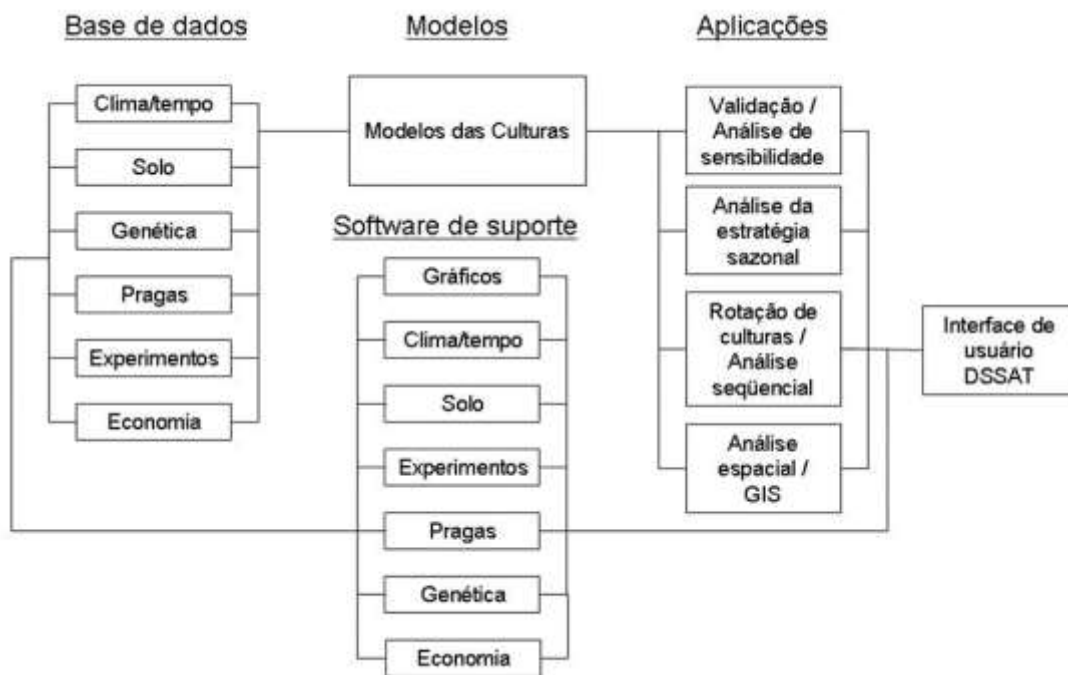 Base de dados
Modelos
Aplicações
Clima/tempo
Solo
Genética
Pragas
Experimentos
Economia
Modelos das Culturas
Software de suporte
Gráficos
Clima/tempo
Solo
Experimentos
Pragas
Genética
Economia
Validação /
Análise de
sensibilidade
Análise da
estratégia
sazonal
Rotação de
culturas /
Análise
seqüencial
Análise
espacial /
GIS
Interface de
usuário
DSSAT